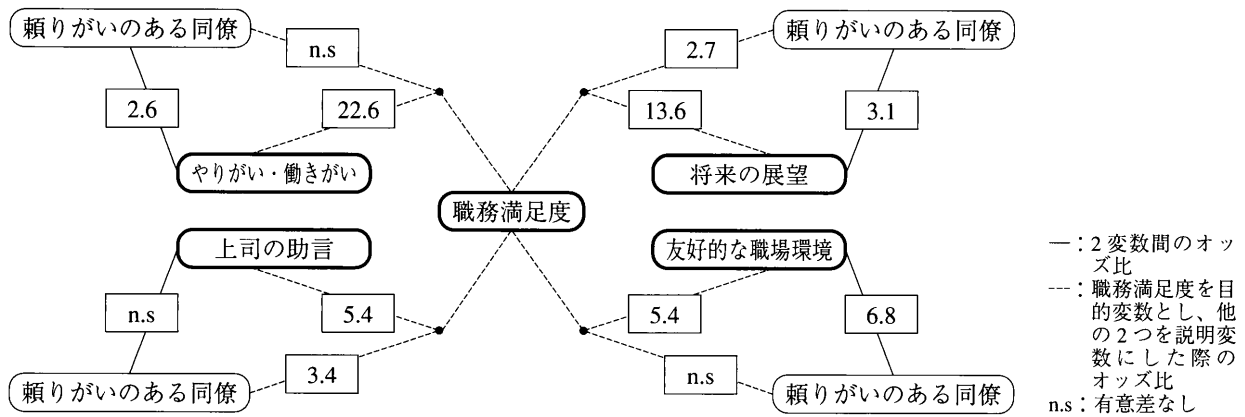 頼りがいのある同僚
n.s
2.6
22.6
やりがい・働きがい
上司の助言
n.s
5.4
頼りがいのある同僚
3.4
職務満足度
頼りがいのある同僚
2.7
13.6
3.1
将来の展望
友好的な職場環境
5.4
6.8
n.s
頼りがいのある同僚
—：2変数間のオッ
ズ比
---：職務満足度を目
的変数とし、他
の2つを説明変
数にした際の
オッズ比
n.s：有意差なし